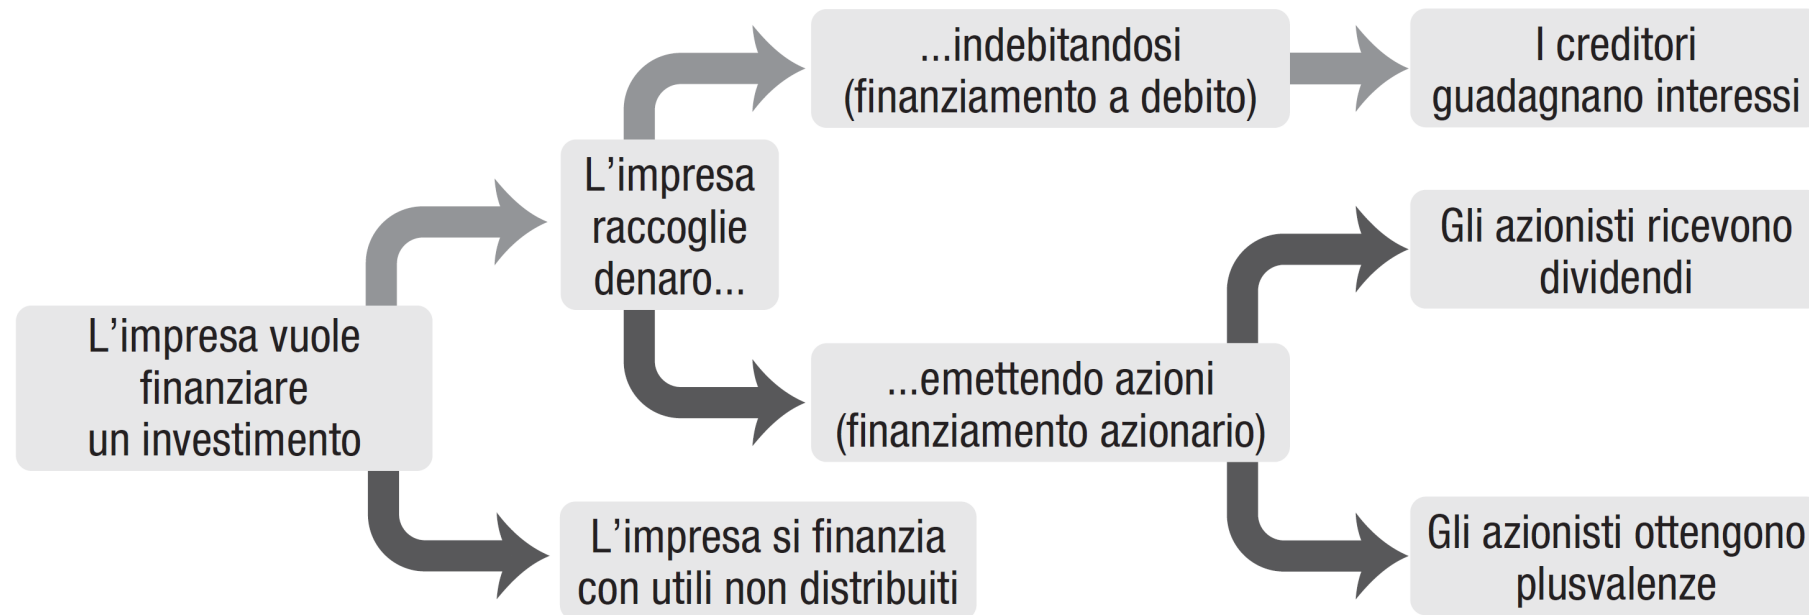 L’impresa vuole
finanziare
un investimento
L’impresa
raccoglie
denaro...
...indebitandosi
(finanziamento a debito)
I creditori
guadagnano interessi
...emettendo azioni
(finanziamento azionario)
Gli azionisti ricevono
dividendi
Gli azionisti ottengono
plusvalenze
L’impresa si finanzia
con utili non distribuiti